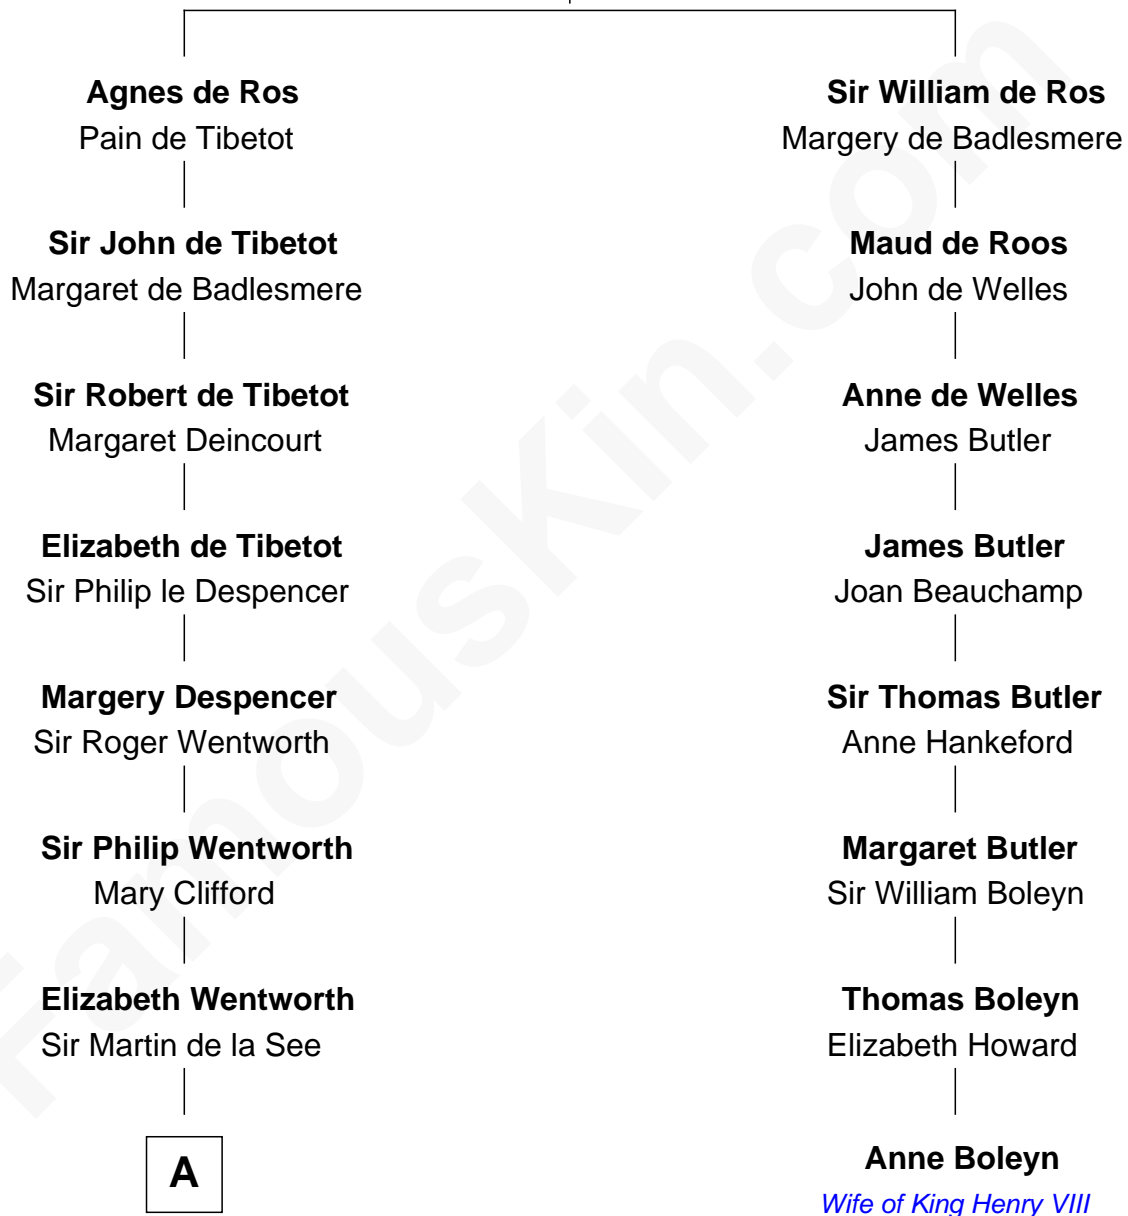 Agnes de Ros
Pain de Tibetot
Sir John de Tibetot
Margaret de Badlesmere
Sir Robert de Tibetot
Margaret Deincourt
Elizabeth de Tibetot
Sir Philip le Despencer
Margery Despencer
Sir Roger Wentworth
Sir Philip Wentworth
Mary Clifford
Elizabeth Wentworth
Sir Martin de la See
A
Sir William de Ros
Margery de Badlesmere
Maud de Roos
John de Welles
Anne de Welles
James Butler
James Butler
Joan Beauchamp
Sir Thomas Butler
Anne Hankeford
Margaret Butler
Sir William Boleyn
Thomas Boleyn
Elizabeth Howard
Anne Boleyn
Wife of King Henry VIII
FamousKin.com